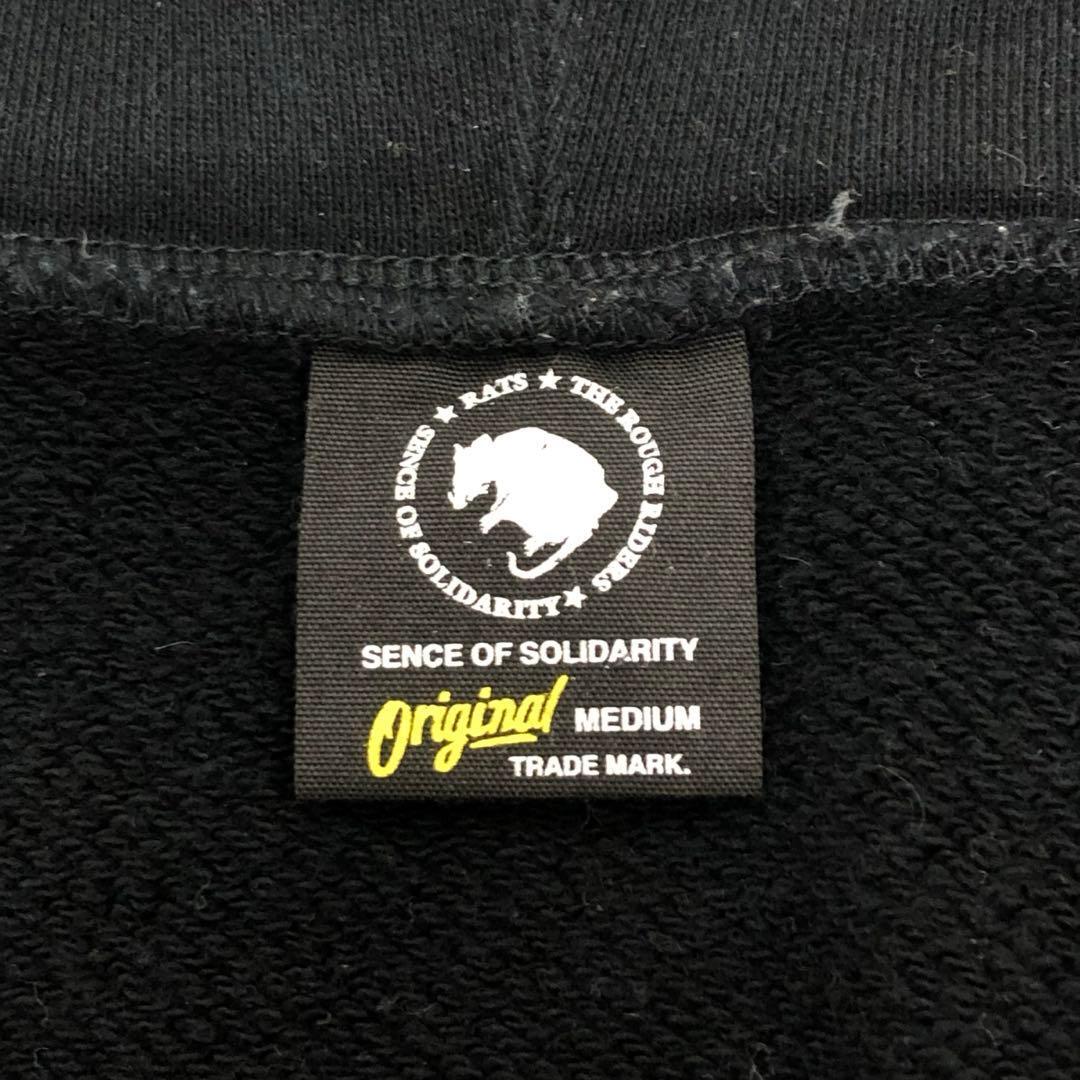 ★ RATS ★ THE ROUGH RIDERS ★ SENCE OF SOLIDARITY
SENCE OF SOLIDARITY
Original MEDIUM
TRADE MARK.